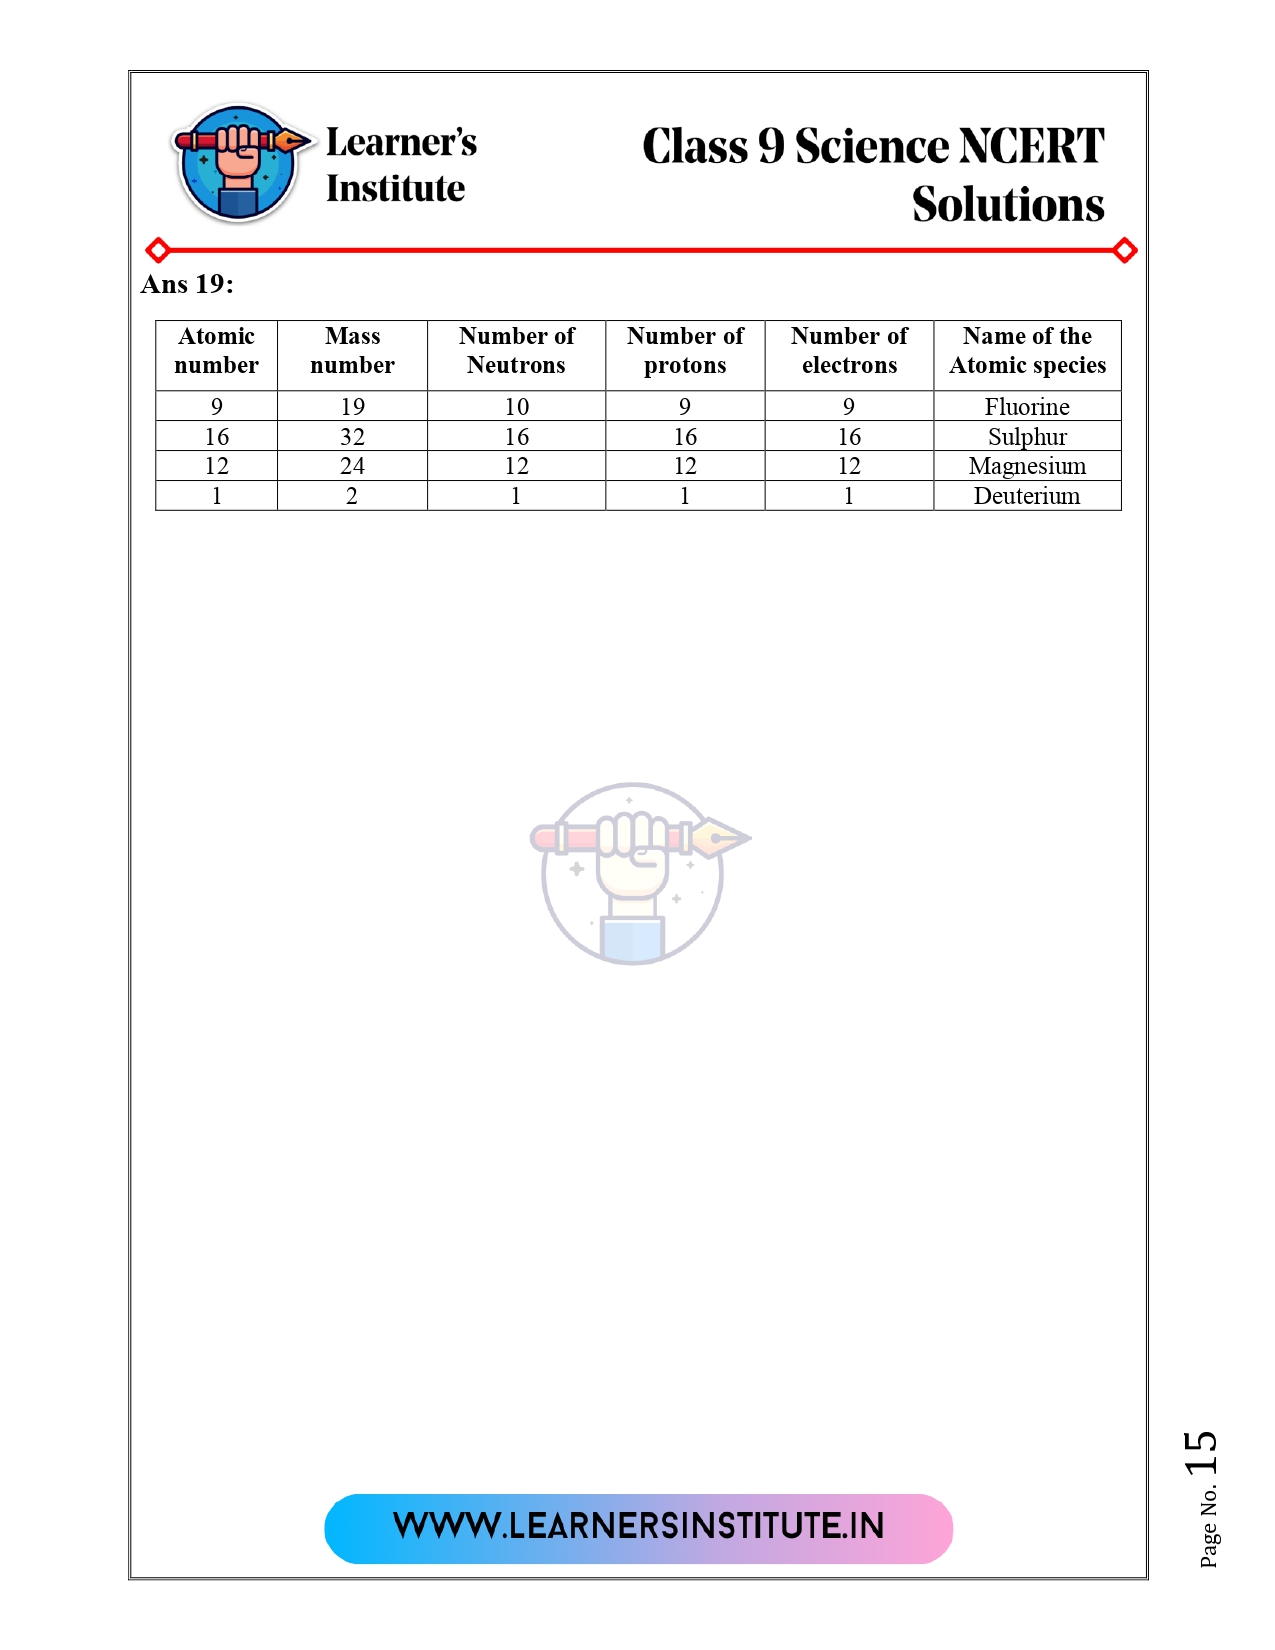 Learner's
Institute
Class 9 Science NCERT
Solutions
Ans 19:
Atomic number Mass number Number of Neutrons Number of protons Number of electrons Name of the Atomic species
9 19 10 9 9 Fluorine
16 32 16 16 16 Sulphur
12 24 12 12 12 Magnesium
1 2 1 1 1 Deuterium
WWW.LEARNERSINSTITUTE.IN
Page No. 15